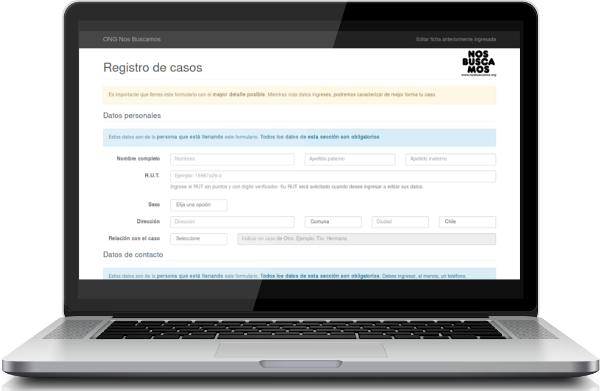 ONG Nos Buscamos
Editar ficha anteriormente ingresada
Registro de casos
NOS
BUSCA
MOS
www.nosbuscamos.org
Es importante que llenes este formulario con el mayor detalle posible. Mientras más datos ingreses, podremos caracterizar de mejor forma tu caso.
Datos personales
Estos datos son de la persona que está llenando este formulario. Todos los datos de esta sección son obligatorios
Nombre completo Nombres Apellido paterno Apellido materno
R.U.T. Ejemplo:
Ingrese el RUT sin puntos y con dígito verificador. Su RUT será solicitado cuando desee ingresar a editar sus datos.
Sexo Elija una opción
Dirección Dirección Comuna Ciudad Chile
Relación con el caso Seleccione Indicar en caso de Otro. Ejemplo: Tío, Hermana
Datos de contacto
Estos datos son de la persona que está llenando este formulario. Todos los datos de esta sección son obligatorios. Debes ingresar, al menos, un teléfono.